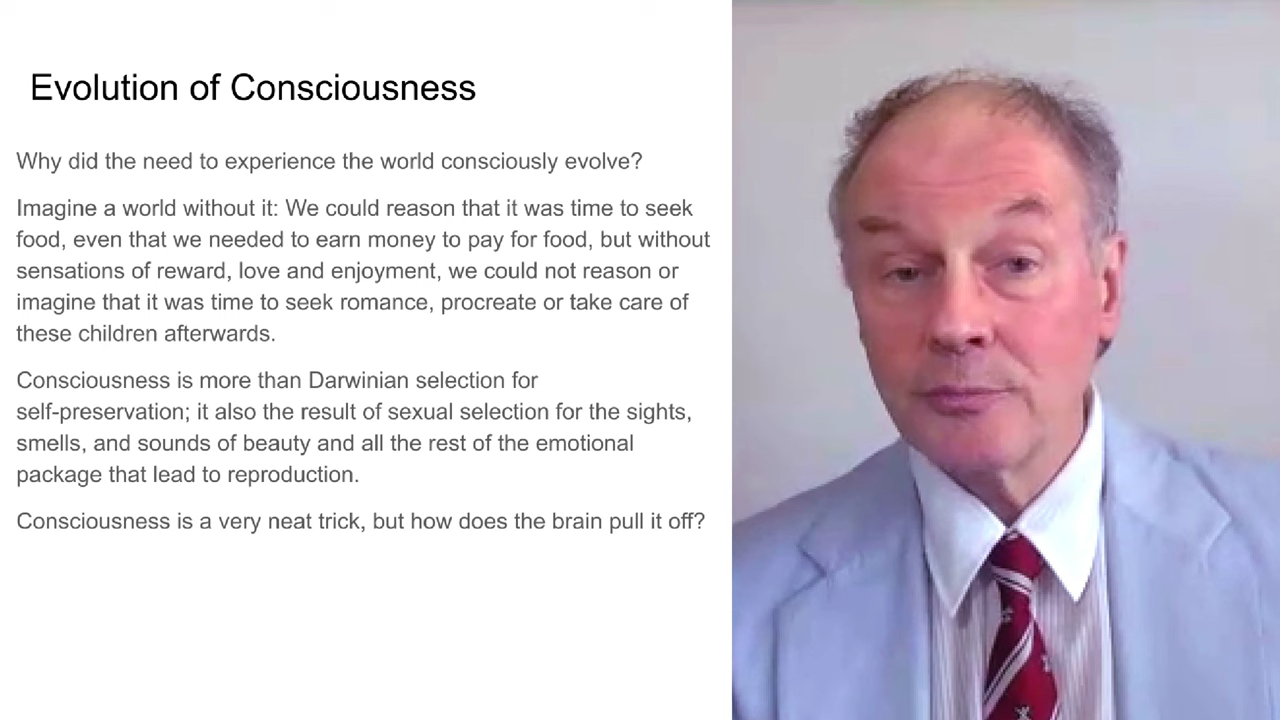 Evolution of Consciousness
Why did the need to experience the world consciously evolve?
Imagine a world without it: We could reason that it was time to seek
food, even that we needed to earn money to pay for food, but without
sensations of reward, love and enjoyment, we could not reason or
imagine that it was time to seek romance, procreate or take care of
these children afterwards.
Consciousness is more than Darwinian selection for
self-preservation; it also the result of sexual selection for the sights,
smells, and sounds of beauty and all the rest of the emotional
package that lead to reproduction.
Consciousness is a very neat trick, but how does the brain pull it off?